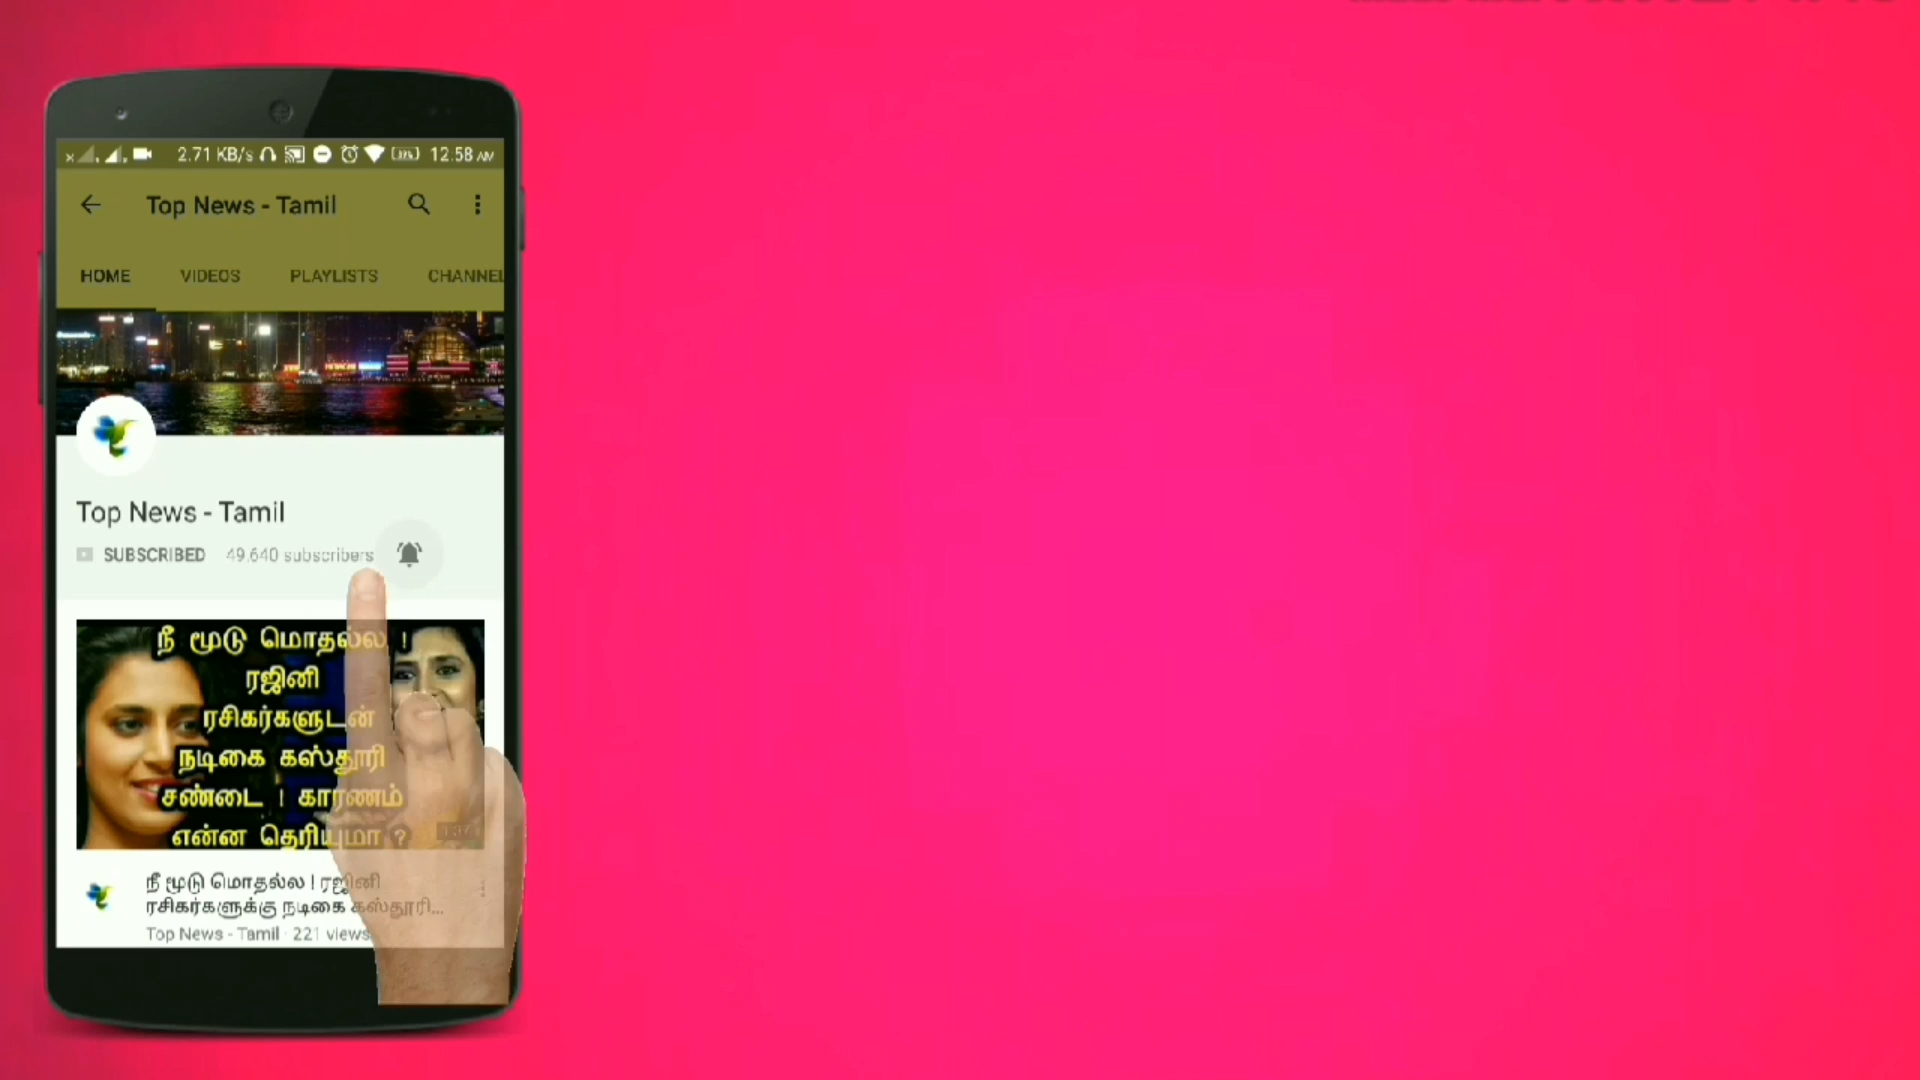 2.71 KB/s 12.58 AM
Top News - Tamil
HOME VIDEOS PLAYLISTS CHANNEL
Top News - Tamil
SUBSCRIBED 49,640 subscribers
நீ மூடு மொதல்ல !
ரஜினி
ரசிகர்களுடன்
நடிகை கஸ்தூரி
சண்டை ! காரணம்
என்ன தெரியுமா ?
நீ மூடு மொதல்ல ! ரஜினி
ரசிகர்களுக்கு நடிகை கஸ்தூரி...
Top News - Tamil · 221 views